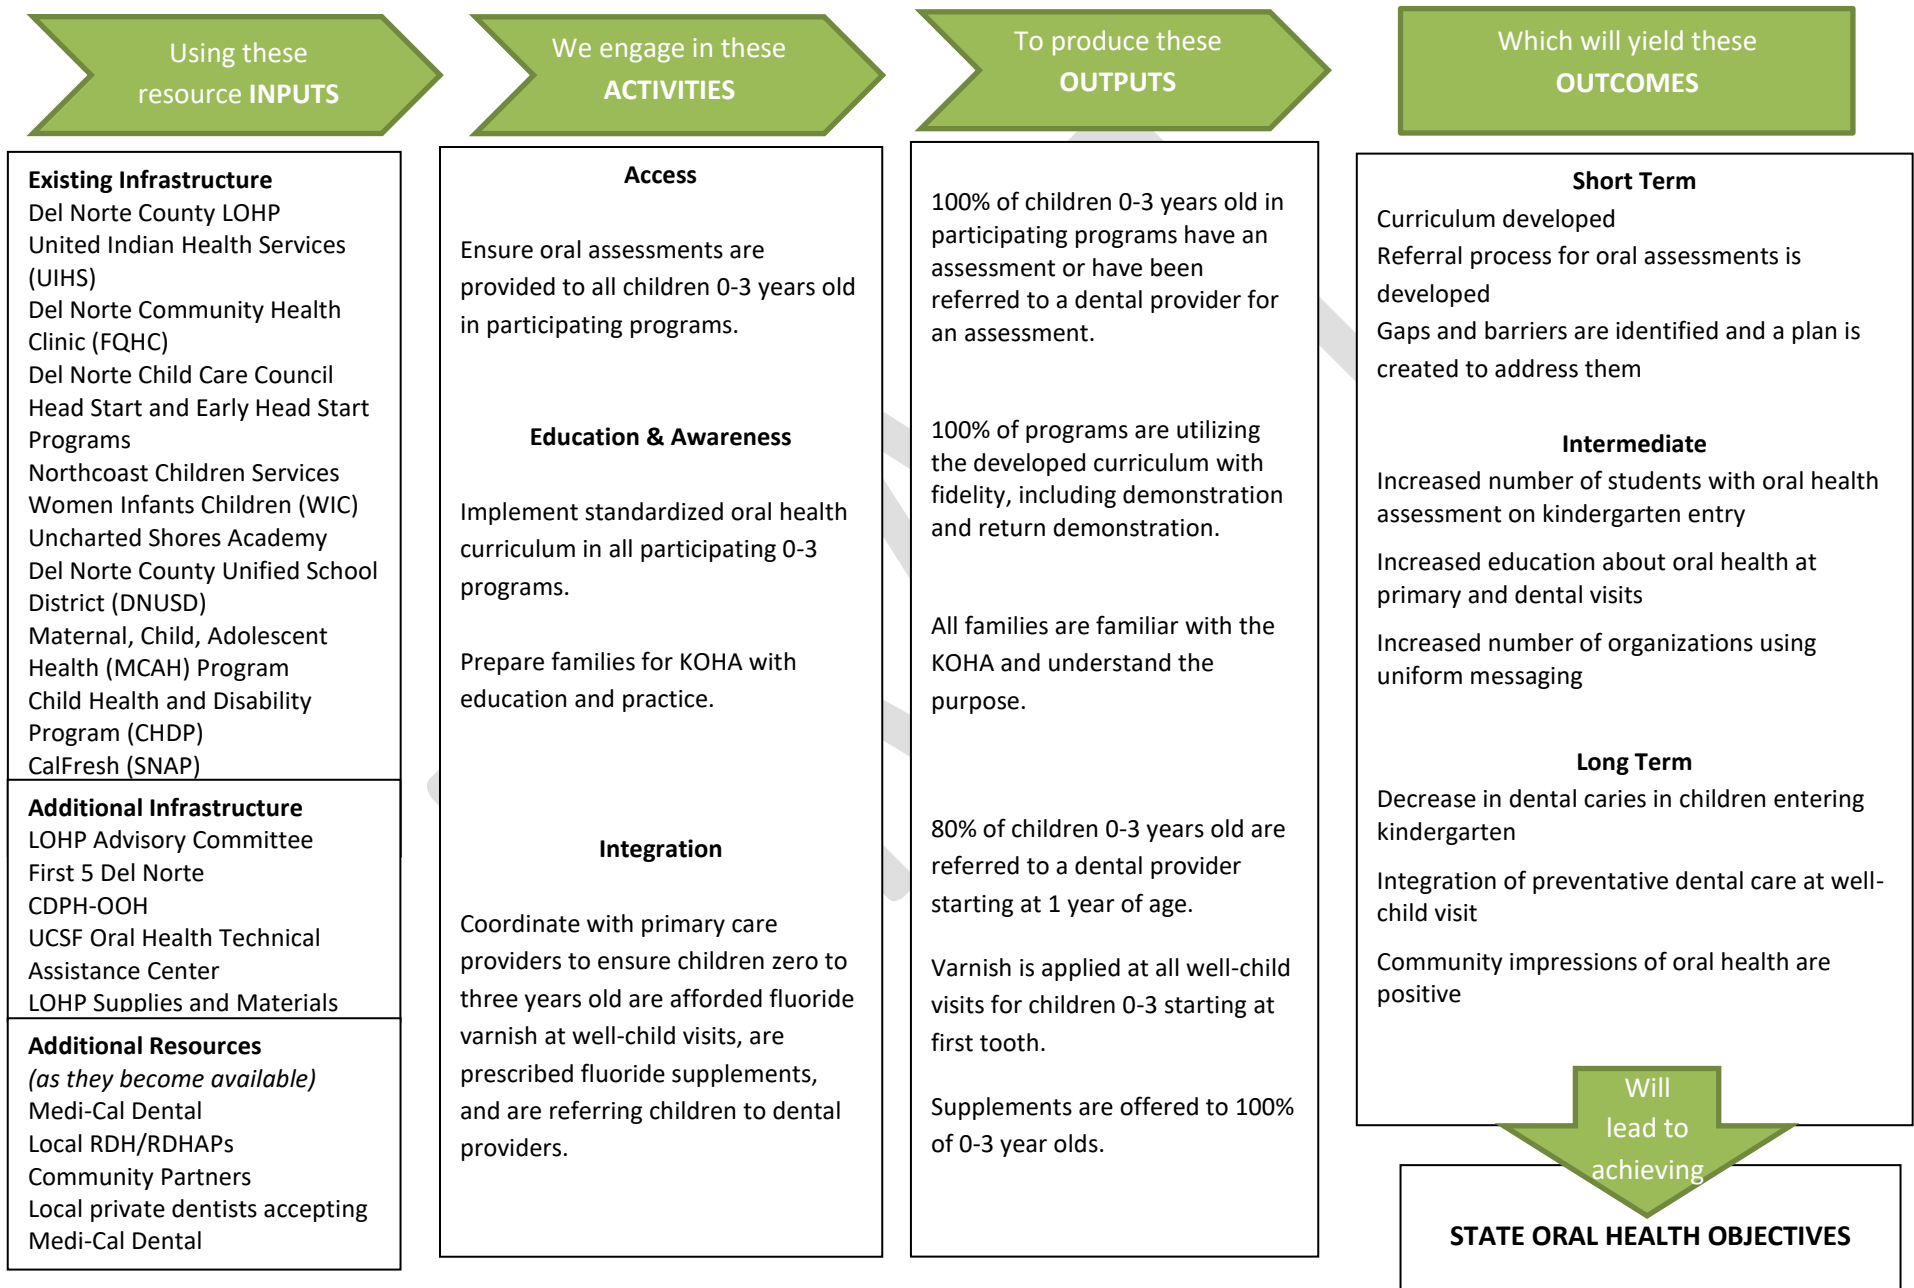 Using these
resource INPUTS
Existing Infrastructure
Del Norte County LOHP
United Indian Health Services
(UIHS)
Del Norte Community Health
Clinic (FQHC)
Del Norte Child Care Council
Head Start and Early Head Start
Programs
Northcoast Children Services
Women Infants Children (WIC)
Uncharted Shores Academy
Del Norte County Unified School
District (DNUSD)
Maternal, Child, Adolescent
Health (MCAH) Program
Child Health and Disability
Program (CHDP)
CalFresh (SNAP)
Additional Infrastructure
LOHP Advisory Committee
First 5 Del Norte
CDPH-OOH
UCSF Oral Health Technical
Assistance Center
LOHP Supplies and Materials
Additional Resources
(as they become available)
Medi-Cal Dental
Local RDH/RDHAPs
Community Partners
Local private dentists accepting
Medi-Cal Dental
We engage in these
ACTIVITIES
Access
Ensure oral assessments are
provided to all children 0-3 years old
in participating programs.
Education & Awareness
Implement standardized oral health
curriculum in all participating 0-3
programs.
Prepare families for KOHA with
education and practice.
Integration
Coordinate with primary care
providers to ensure children zero to
three years old are afforded fluoride
varnish at well-child visits, are
prescribed fluoride supplements,
and are referring children to dental
providers.
To produce these
OUTPUTS
100% of children 0-3 years old in
participating programs have an
assessment or have been
referred to a dental provider for
an assessment.
100% of programs are utilizing
the developed curriculum with
fidelity, including demonstration
and return demonstration.
All families are familiar with the
KOHA and understand the
purpose.
80% of children 0-3 years old are
referred to a dental provider
starting at 1 year of age.
Varnish is applied at all well-child
visits for children 0-3 starting at
first tooth.
Supplements are offered to 100%
of 0-3 year olds.
Which will yield these
OUTCOMES
Short Term
Curriculum developed
Referral process for oral assessments is
developed
Gaps and barriers are identified and a plan is
created to address them
Intermediate
Increased number of students with oral health
assessment on kindergarten entry
Increased education about oral health at
primary and dental visits
Increased number of organizations using
uniform messaging
Long Term
Decrease in dental caries in children entering
kindergarten
Integration of preventative dental care at well-
child visit
Community impressions of oral health are
positive
Will
lead to
achieving
STATE ORAL HEALTH OBJECTIVES